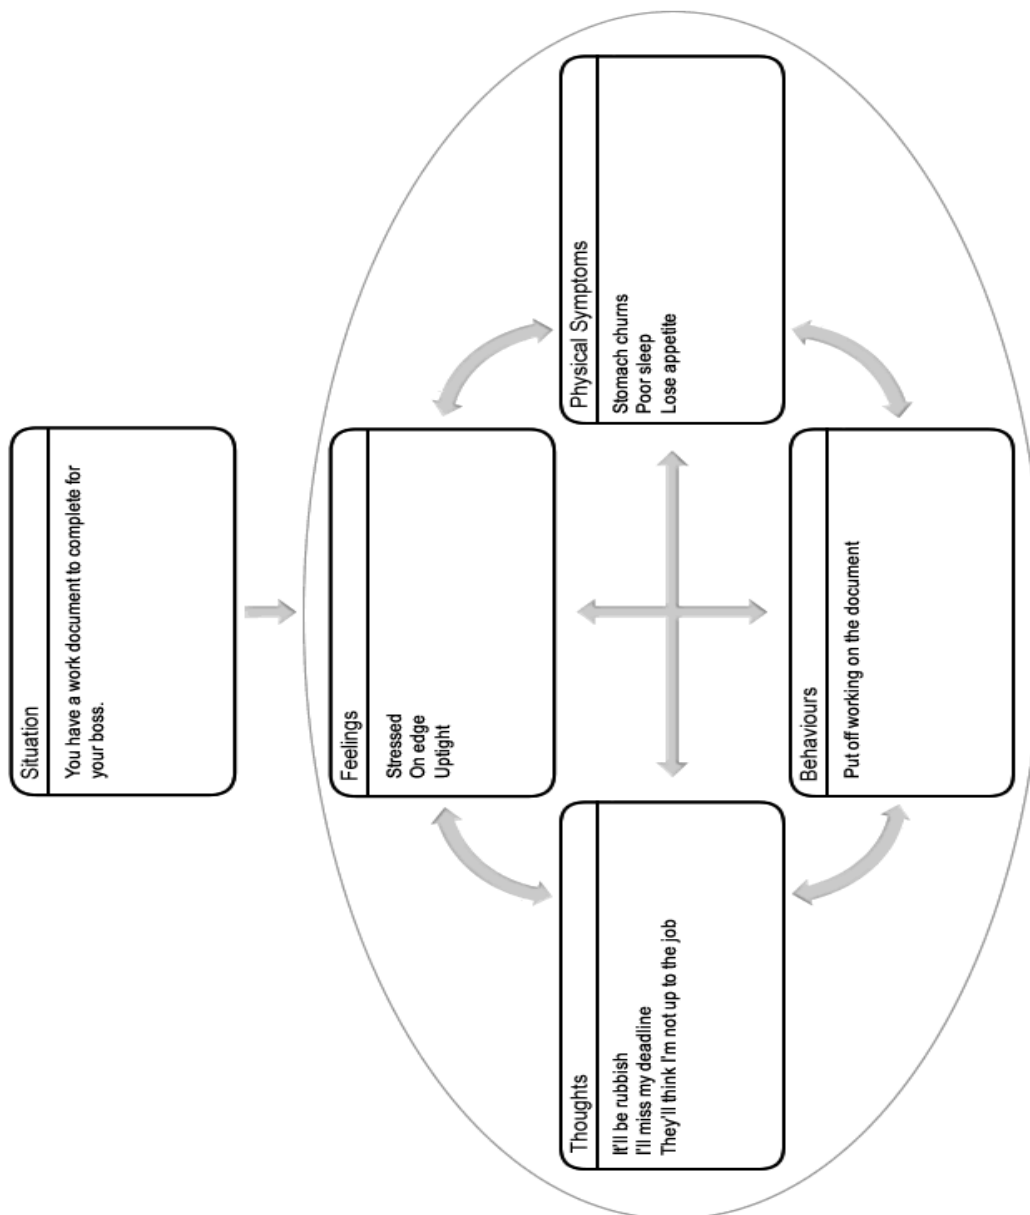 Situation
You have a work document to complete for
your boss.
Feelings
Stressed
On edge
Uptight
Thoughts
It'll be rubbish
I'll miss my deadline
They'll think I'm not up to the job
Physical Symptoms
Stomach churns
Poor sleep
Lose appetite
Behaviours
Put off working on the document